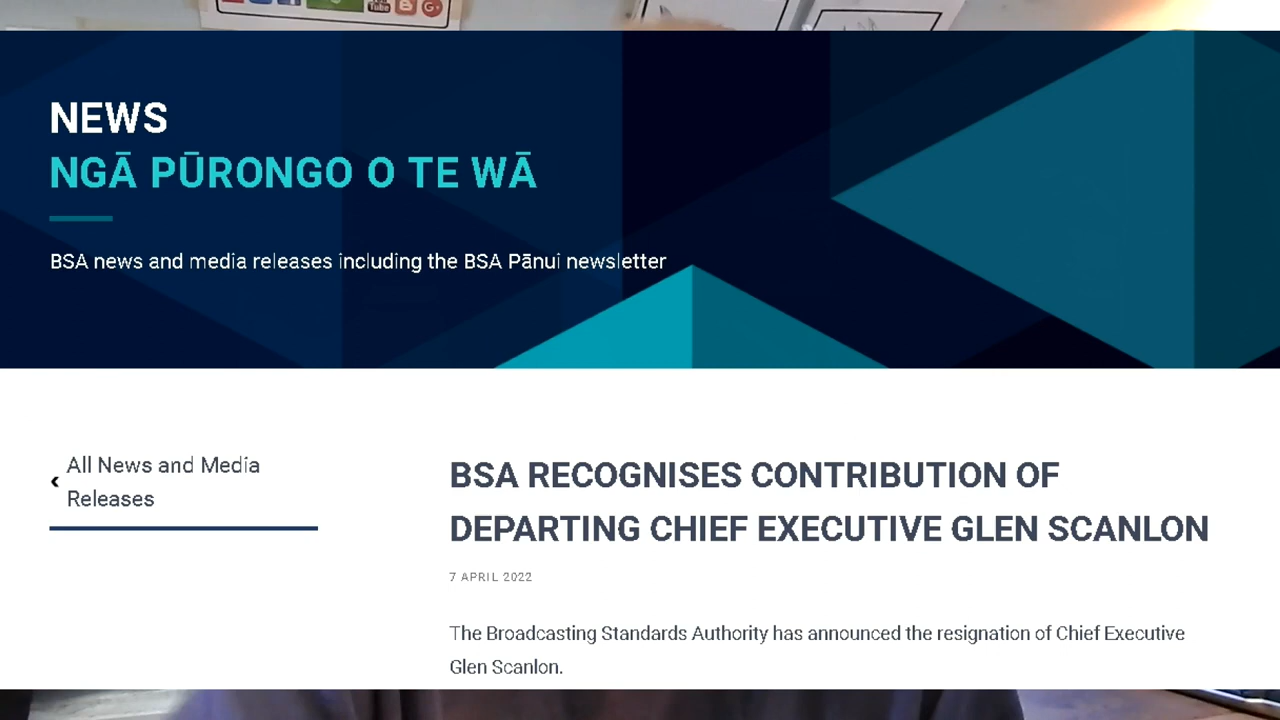 You
Tube
NEWS
NGĀ PŪRONGO O TE WĀ
BSA news and media releases including the BSA Pānui newsletter
‹ All News and Media
Releases
BSA RECOGNISES CONTRIBUTION OF
DEPARTING CHIEF EXECUTIVE GLEN SCANLON
7 APRIL 2022
The Broadcasting Standards Authority has announced the resignation of Chief Executive
Glen Scanlon.